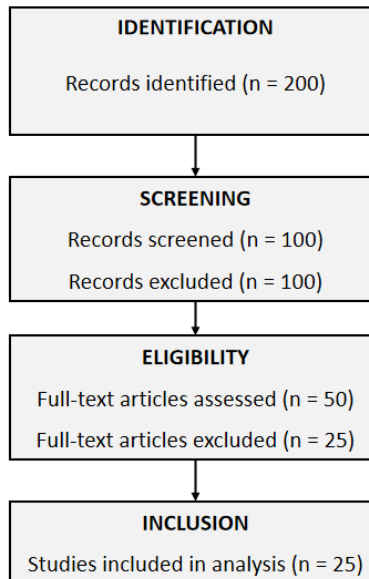 IDENTIFICATION
Records identified (n = 200)
SCREENING
Records screened (n = 100)
Records excluded (n = 100)
ELIGIBILITY
Full-text articles assessed (n = 50)
Full-text articles excluded (n = 25)
INCLUSION
Studies included in analysis (n = 25)